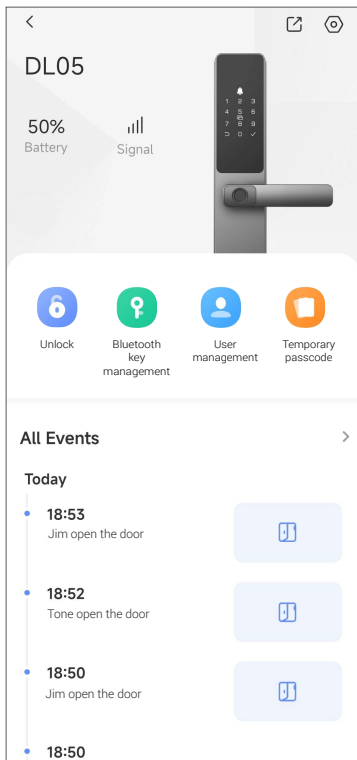 DL05
50%
Battery
Signal
1 2 3
4 5 6
7 8 9
0
Unlock
Bluetooth
key
management
User
management
Temporary
passcode
All Events
Today
18:53
Jim open the door
18:52
Tone open the door
18:50
Jim open the door
18:50